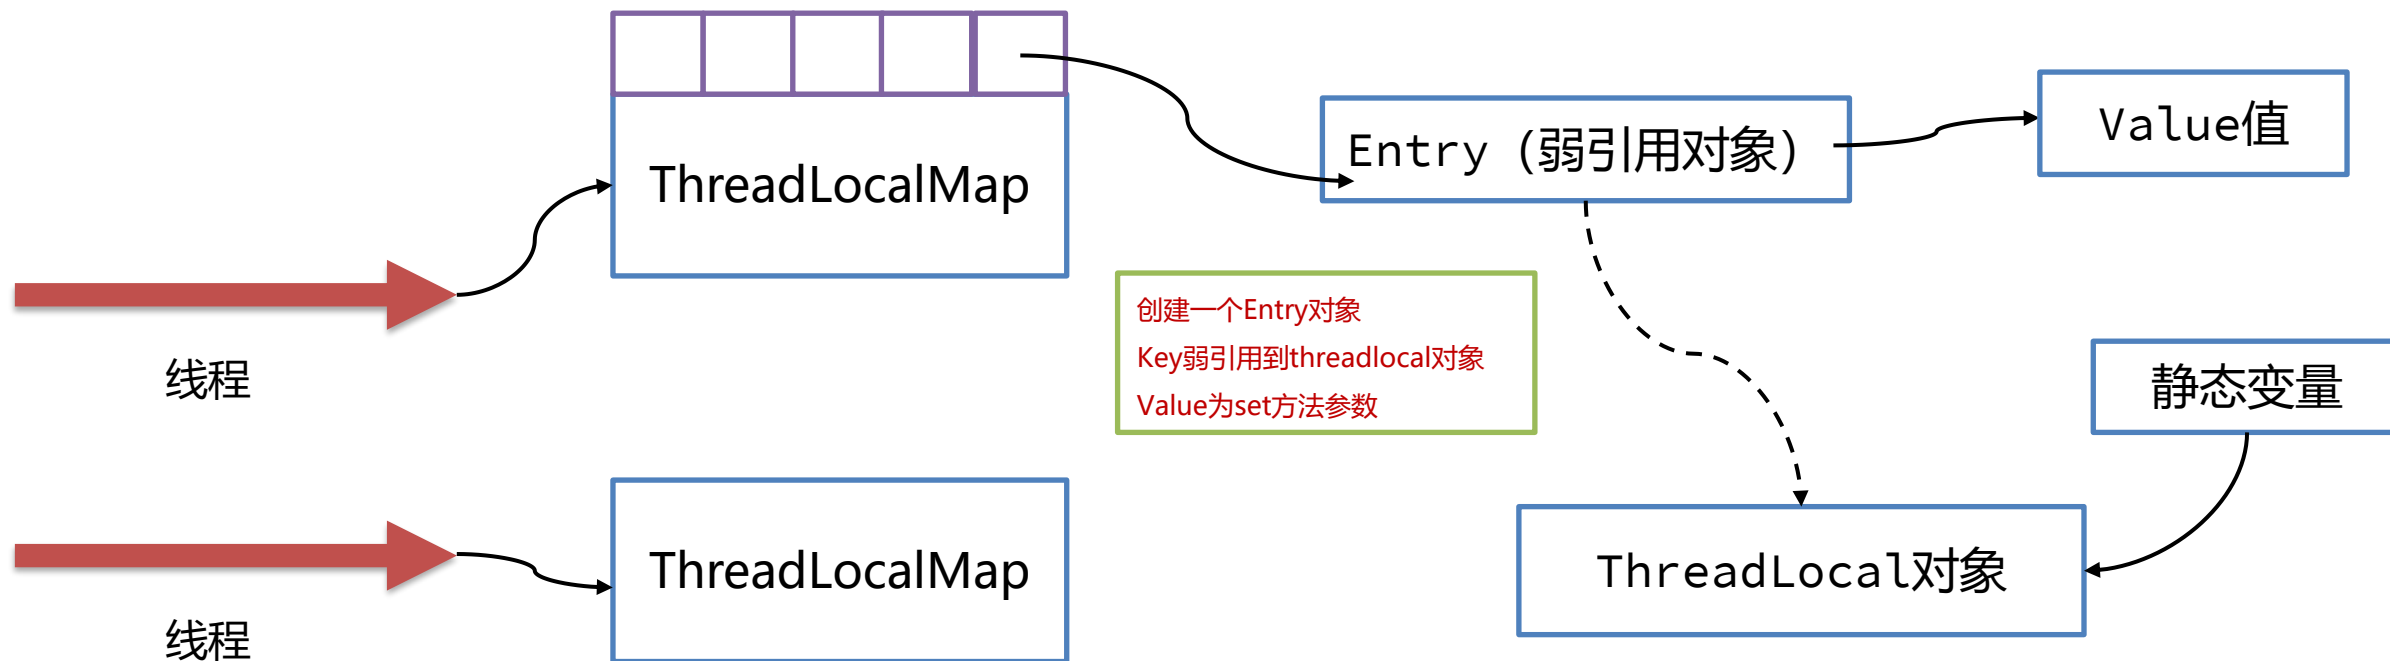 ThreadLocalMap
Entry（弱引用对象）
Value值
线程
创建一个Entry对象
Key弱引用到threadlocal对象
Value为set方法参数
静态变量
ThreadLocalMap
ThreadLocal对象
线程